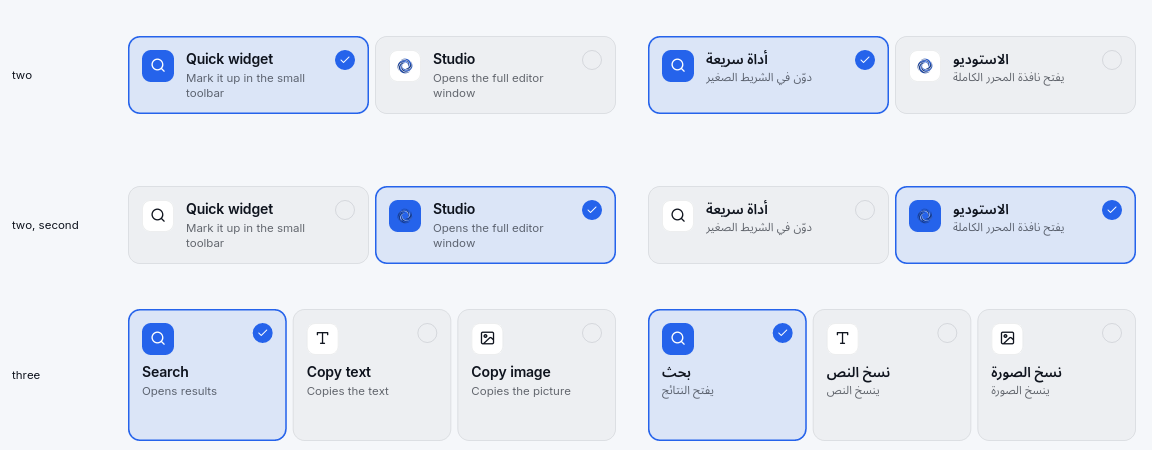 two
Quick widget
Mark it up in the small
toolbar
Studio
Opens the full editor
window
أداة سريعة
دوّن في الشريط الصغير
الاستوديو
يفتح نافذة المحرر الكاملة
two, second
Quick widget
Mark it up in the small
toolbar
Studio
Opens the full editor
window
أداة سريعة
دوّن في الشريط الصغير
الاستوديو
يفتح نافذة المحرر الكاملة
three
Search
Opens results
Copy text
Copies the text
Copy image
Copies the picture
بحث
يفتح النتائج
نسخ النص
ينسخ النص
نسخ الصورة
ينسخ الصورة